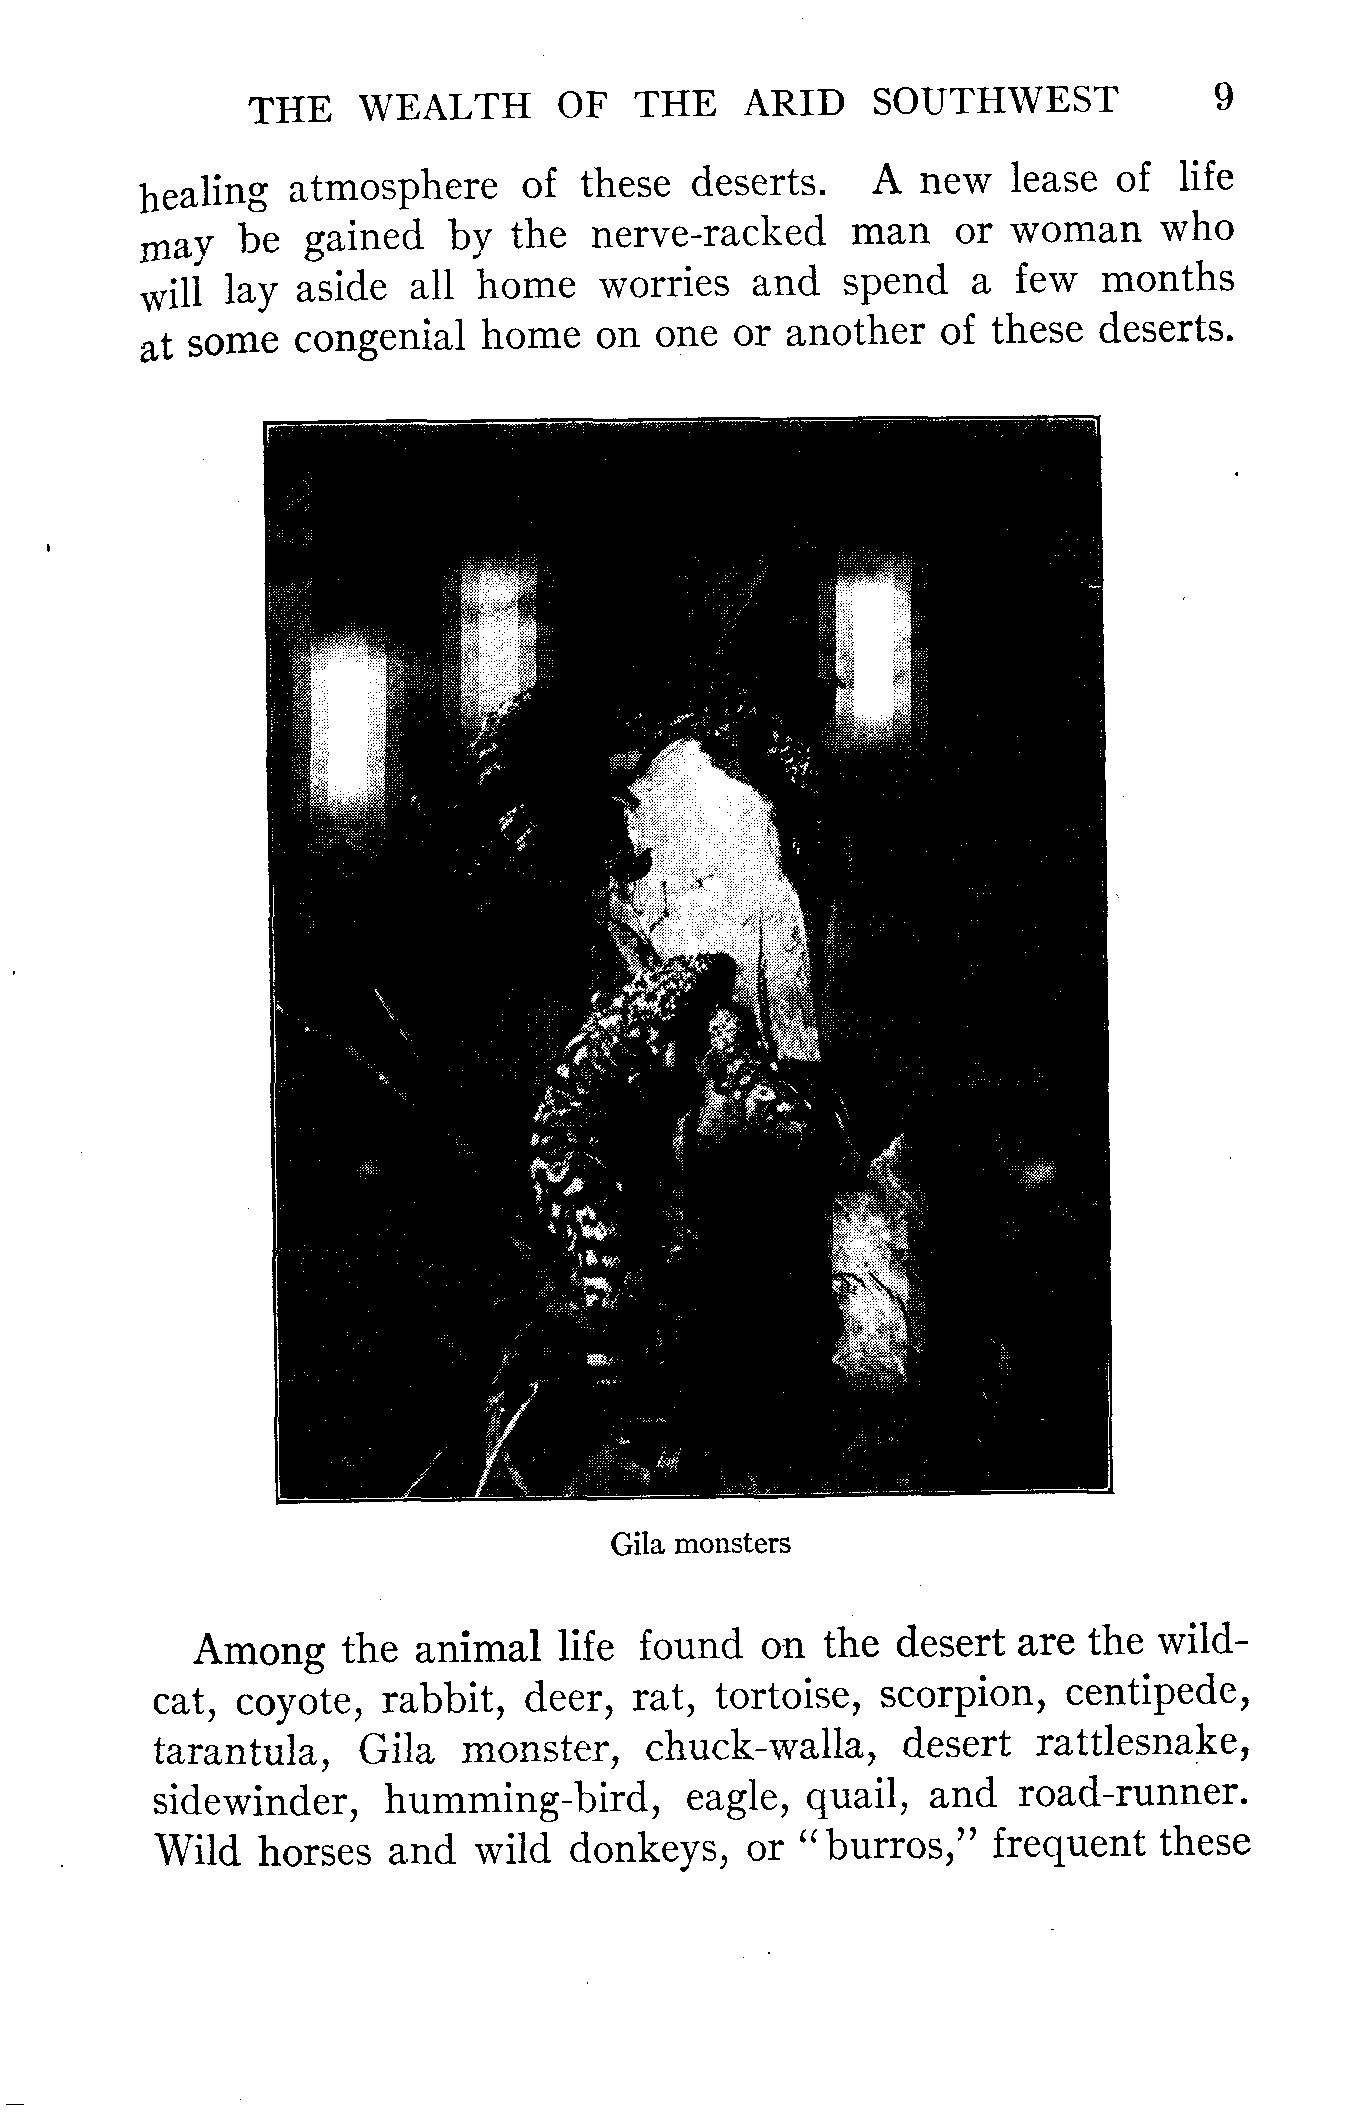 THE WEALTH OF THE ARID SOUTHWEST 9
healing atmosphere of these deserts. A new lease of life
may be gained by the nerve-racked man or woman who
will lay aside all home worries and spend a few months
at some congenial home on one or another of these deserts.
Gila monsters
Among the animal life found on the desert are the wild-
cat, coyote, rabbit, deer, rat, tortoise, scorpion, centipede,
tarantula, Gila monster, chuck-walla, desert rattlesnake,
sidewinder, humming-bird, eagle, quail, and road-runner.
Wild horses and wild donkeys, or "burros," frequent these